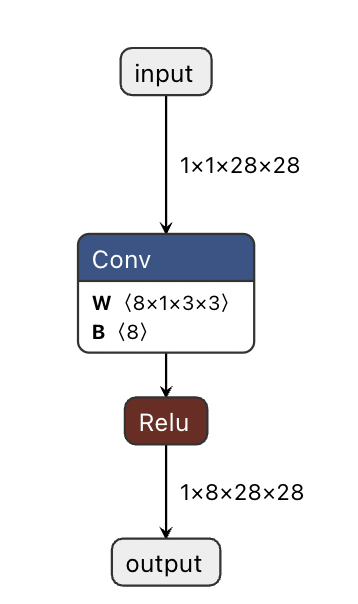 input
1×1×28×28
Conv
W 〈8×1×3×3〉
B 〈8〉
Relu
1×8×28×28
output